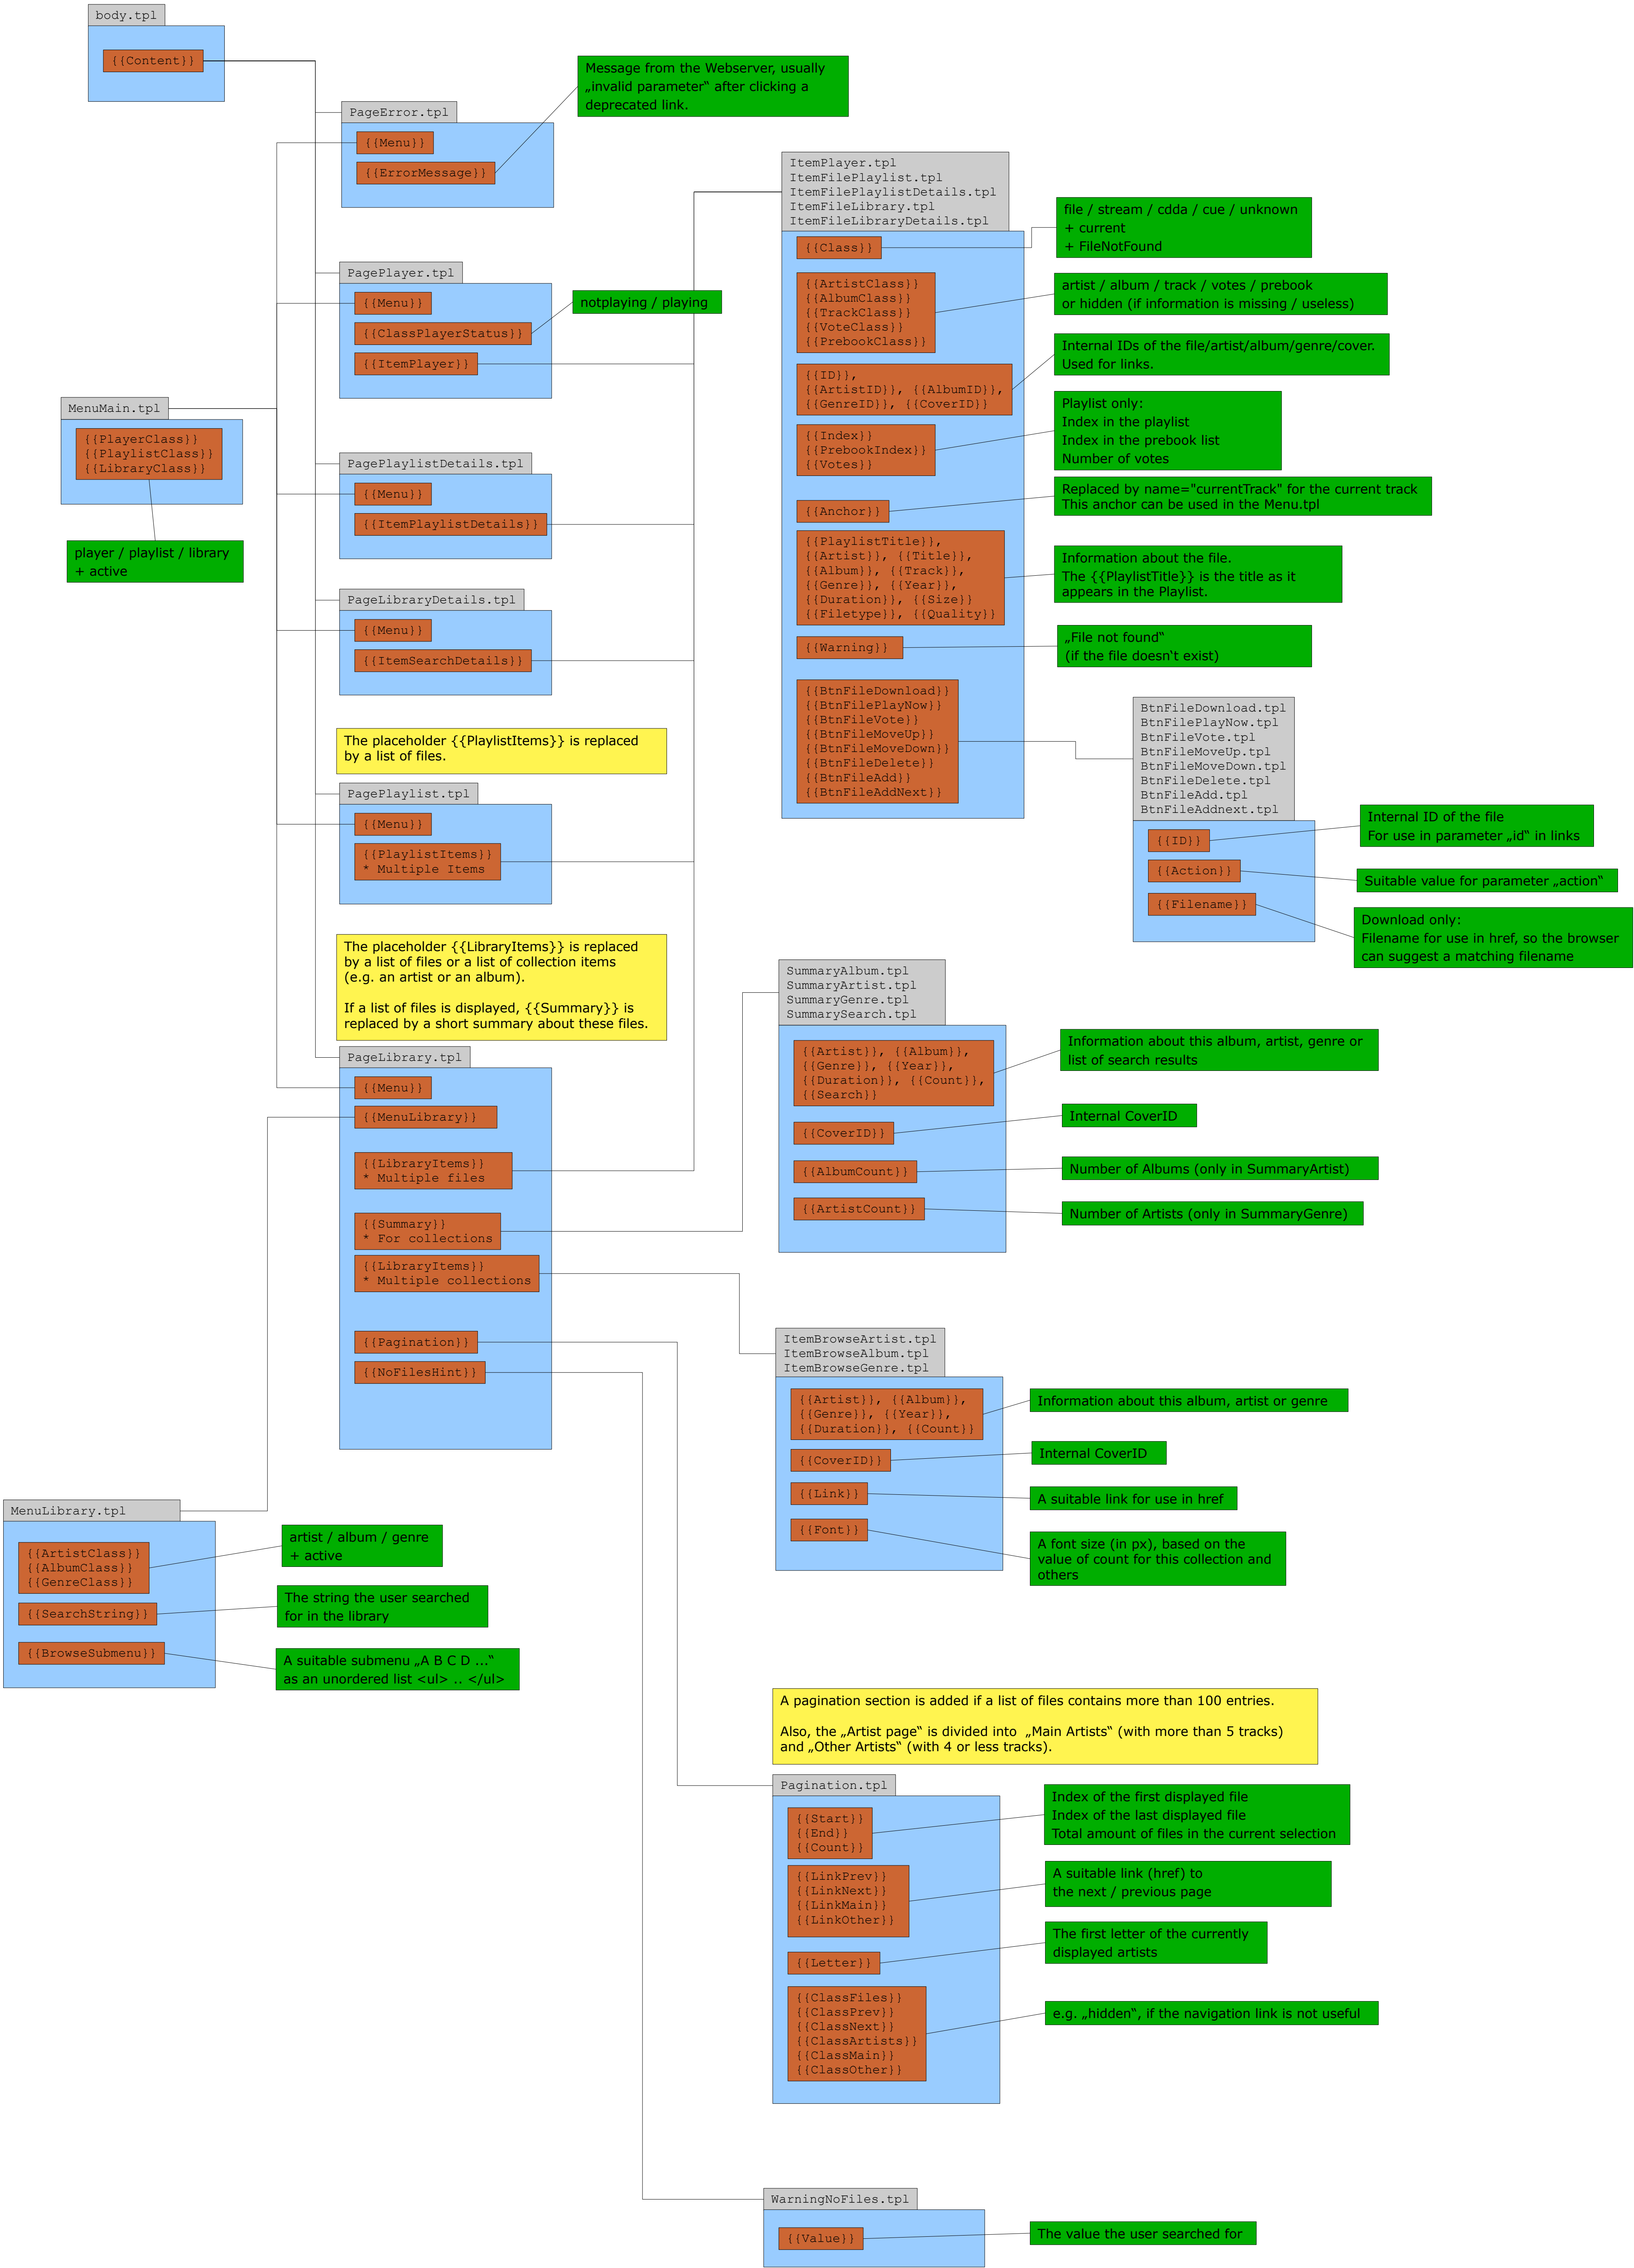 body.tpl
{{Content}}
Message from the Webserver, usually
„invalid parameter“ after clicking a
deprecated link.
PageError.tpl
{{Menu}}
{{ErrorMessage}}
ItemPlayer.tpl
ItemFilePlaylist.tpl
ItemFilePlaylistDetails.tpl
ItemFileLibrary.tpl
ItemFileLibraryDetails.tpl
{{Class}}
file / stream / cdda / cue / unknown
+ current
+ FileNotFound
{{ArtistClass}}
{{AlbumClass}}
{{TrackClass}}
{{VoteClass}}
{{PrebookClass}}
artist / album / track / votes / prebook
or hidden (if information is missing / useless)
{{ID}},
{{ArtistID}}, {{AlbumID}},
{{GenreID}}, {{CoverID}}
Internal IDs of the file/artist/album/genre/cover.
Used for links.
{{Index}}
{{PrebookIndex}}
{{Votes}}
Playlist only:
Index in the playlist
Index in the prebook list
Number of votes
{{Anchor}}
Replaced by name="currentTrack" for the current track
This anchor can be used in the Menu.tpl
{{PlaylistTitle}},
{{Artist}}, {{Title}},
{{Album}}, {{Track}},
{{Genre}}, {{Year}},
{{Duration}}, {{Size}}
{{Filetype}}, {{Quality}}
Information about the file.
The {{PlaylistTitle}} is the title as it
appears in the Playlist.
{{Warning}}
„File not found“
(if the file doesn‘t exist)
{{BtnFileDownload}}
{{BtnFilePlayNow}}
{{BtnFileVote}}
{{BtnFileMoveUp}}
{{BtnFileMoveDown}}
{{BtnFileDelete}}
{{BtnFileAdd}}
{{BtnFileAddNext}}
BtnFileDownload.tpl
BtnFilePlayNow.tpl
BtnFileVote.tpl
BtnFileMoveUp.tpl
BtnFileMoveDown.tpl
BtnFileDelete.tpl
BtnFileAdd.tpl
BtnFileAddnext.tpl
{{ID}}
Internal ID of the file
For use in parameter „id“ in links
{{Action}}
Suitable value for parameter „action“
{{Filename}}
Download only:
Filename for use in href, so the browser
can suggest a matching filename
PagePlayer.tpl
{{Menu}}
{{ClassPlayerStatus}}
notplaying / playing
{{ItemPlayer}}
MenuMain.tpl
{{PlayerClass}}
{{PlaylistClass}}
{{LibraryClass}}
player / playlist / library
+ active
PagePlaylistDetails.tpl
{{Menu}}
{{ItemPlaylistDetails}}
PageLibraryDetails.tpl
{{Menu}}
{{ItemSearchDetails}}
The placeholder {{PlaylistItems}} is replaced
by a list of files.
PagePlaylist.tpl
{{Menu}}
{{PlaylistItems}}
* Multiple Items
The placeholder {{LibraryItems}} is replaced
by a list of files or a list of collection items
(e.g. an artist or an album).
If a list of files is displayed, {{Summary}} is
replaced by a short summary about these files.
PageLibrary.tpl
{{Menu}}
{{MenuLibrary}}
{{LibraryItems}}
* Multiple files
{{Summary}}
* For collections
{{LibraryItems}}
* Multiple collections
{{Pagination}}
{{NoFilesHint}}
SummaryAlbum.tpl
SummaryArtist.tpl
SummaryGenre.tpl
SummarySearch.tpl
{{Artist}}, {{Album}},
{{Genre}}, {{Year}},
{{Duration}}, {{Count}},
{{Search}}
Information about this album, artist, genre or
list of search results
{{CoverID}}
Internal CoverID
{{AlbumCount}}
Number of Albums (only in SummaryArtist)
{{ArtistCount}}
Number of Artists (only in SummaryGenre)
ItemBrowseArtist.tpl
ItemBrowseAlbum.tpl
ItemBrowseGenre.tpl
{{Artist}}, {{Album}},
{{Genre}}, {{Year}},
{{Duration}}, {{Count}}
Information about this album, artist or genre
{{CoverID}}
Internal CoverID
{{Link}}
A suitable link for use in href
{{Font}}
A font size (in px), based on the
value of count for this collection and
others
MenuLibrary.tpl
{{ArtistClass}}
{{AlbumClass}}
{{GenreClass}}
artist / album / genre
+ active
{{SearchString}}
The string the user searched
for in the library
{{BrowseSubmenu}}
A suitable submenu „A B C D ...“
as an unordered list <ul> .. </ul>
A pagination section is added if a list of files contains more than 100 entries.
Also, the „Artist page“ is divided into „Main Artists“ (with more than 5 tracks)
and „Other Artists“ (with 4 or less tracks).
Pagination.tpl
{{Start}}
{{End}}
{{Count}}
Index of the first displayed file
Index of the last displayed file
Total amount of files in the current selection
{{LinkPrev}}
{{LinkNext}}
{{LinkMain}}
{{LinkOther}}
A suitable link (href) to
the next / previous page
{{Letter}}
The first letter of the currently
displayed artists
{{ClassFiles}}
{{ClassPrev}}
{{ClassNext}}
{{ClassArtists}}
{{ClassMain}}
{{ClassOther}}
e.g. „hidden“, if the navigation link is not useful
WarningNoFiles.tpl
{{Value}}
The value the user searched for